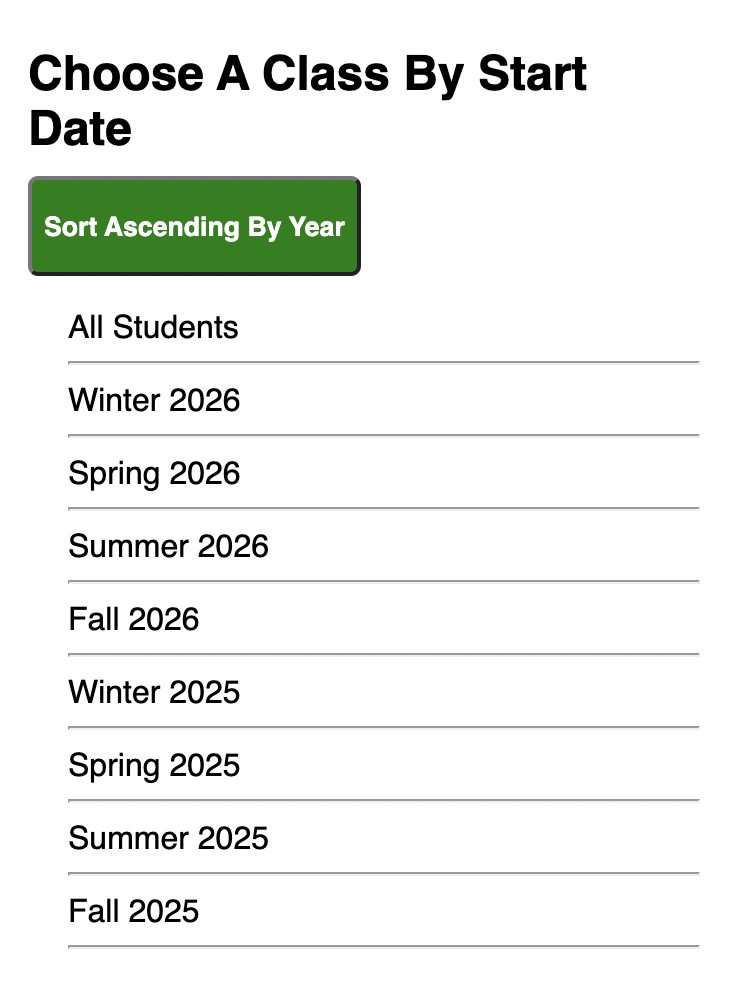 Choose A Class By Start
Date
Sort Ascending By Year
All Students
Winter 2026
Spring 2026
Summer 2026
Fall 2026
Winter 2025
Spring 2025
Summer 2025
Fall 2025